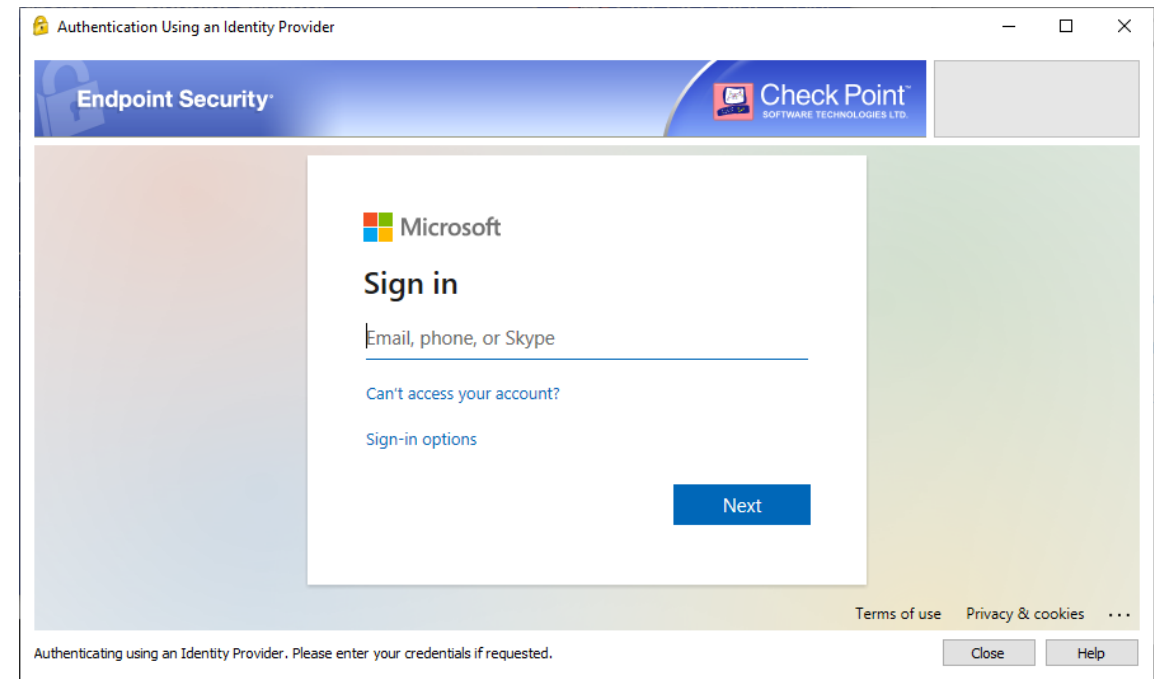 Authentication Using an Identity Provider
Endpoint Security
Check Point™
SOFTWARE TECHNOLOGIES LTD.
Microsoft
Sign in
Email, phone, or Skype
Can't access your account?
Sign-in options
Next
Terms of use Privacy & cookies ...
Authenticating using an Identity Provider. Please enter your credentials if requested.
Close Help